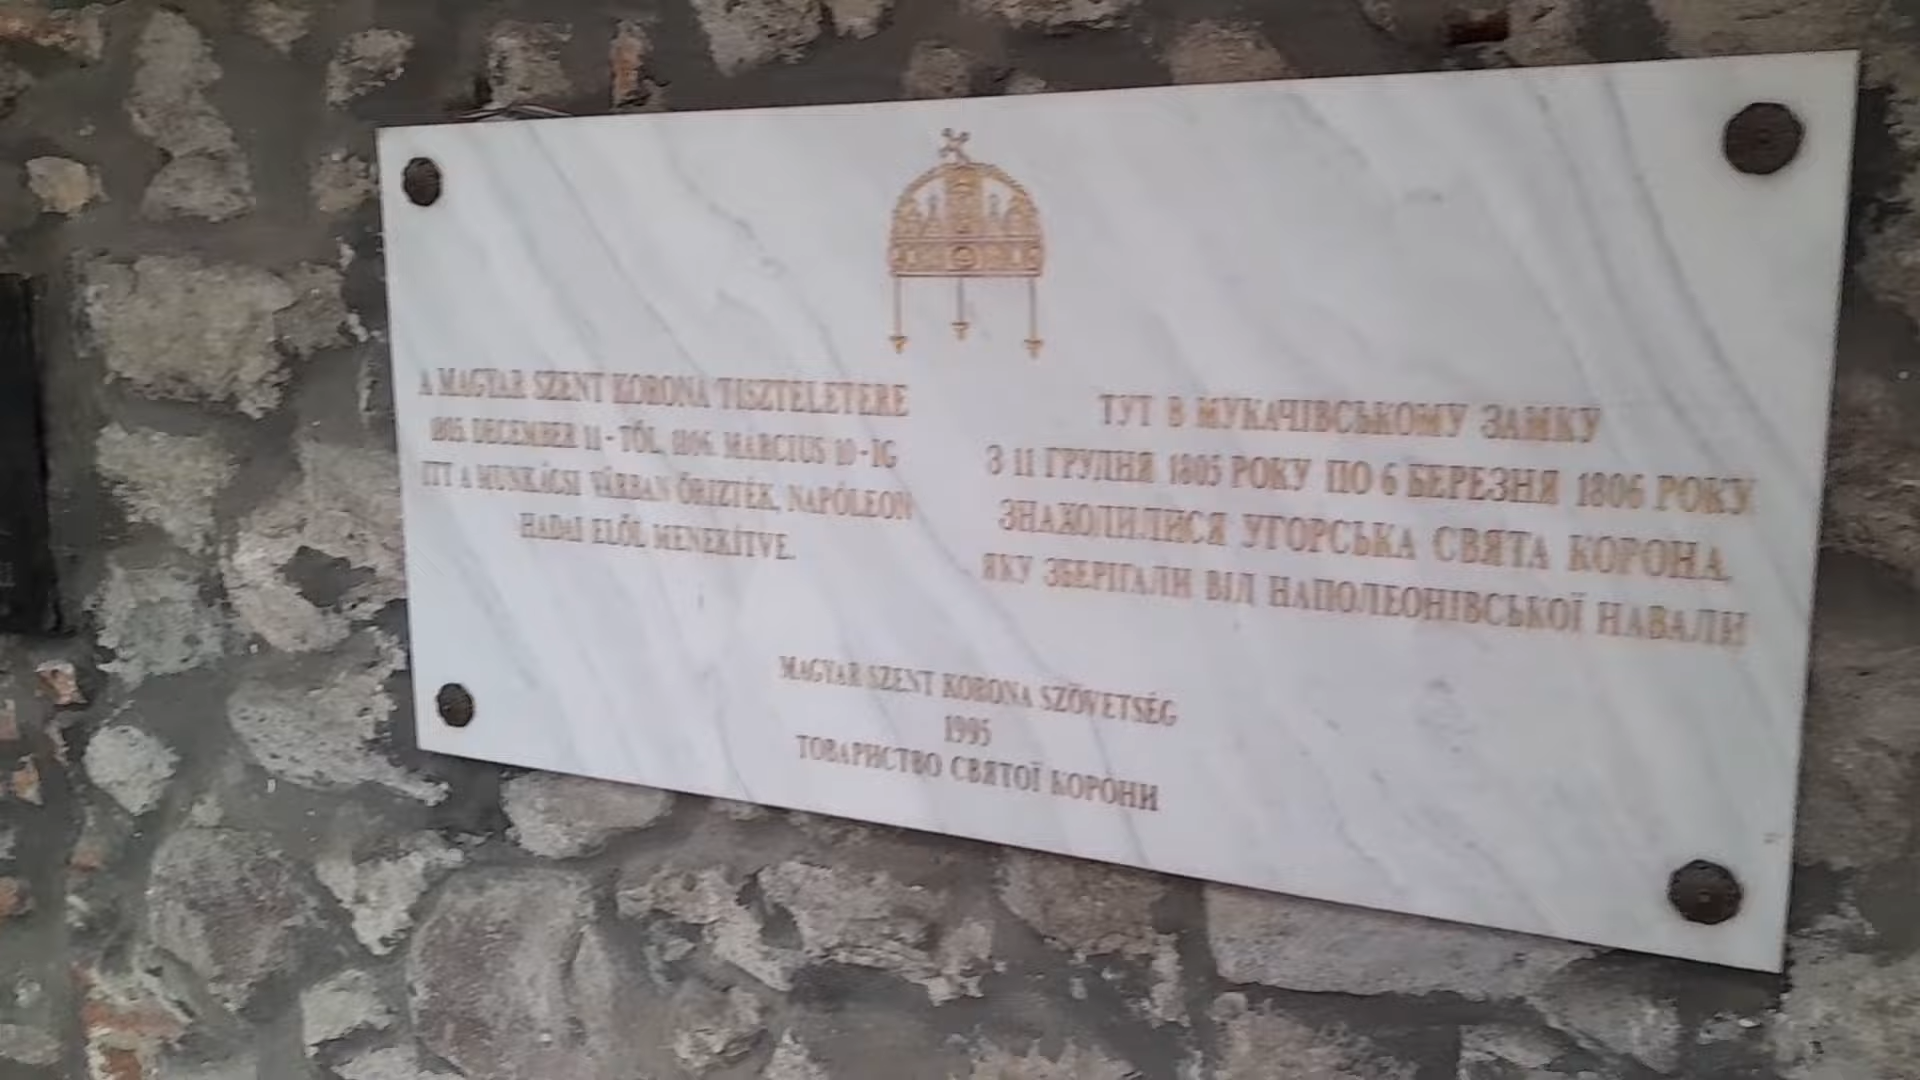 A MAGYAR SZENT KORONA TISZTELETERE
1805. DECEMBER 11-TŐL, 1806. MARCIUS 10-IG
ITT A MUNKÁCSI VÁRBAN ŐRIZTÉK, NAPÓLEON
HADAI ELŐL MENEKÍTVE.
ТУТ В МУКАЧІВСЬКОМУ ЗАМКУ
З 11 ГРУДНЯ 1805 РОКУ ПО 6 БЕРЕЗНЯ 1806 РОКУ
ЗНАХОДИЛИСЯ УГОРСЬКА СВЯТА КОРОНА.
ЯКУ ЗБЕРІГАЛИ ВІД НАПОЛЕОНІВСЬКОЇ НАВАЛИ
MAGYAR SZENT KORONA SZÖVETSÉG
1995
ТОВАРИСТВО СВЯТОЇ КОРОНИ